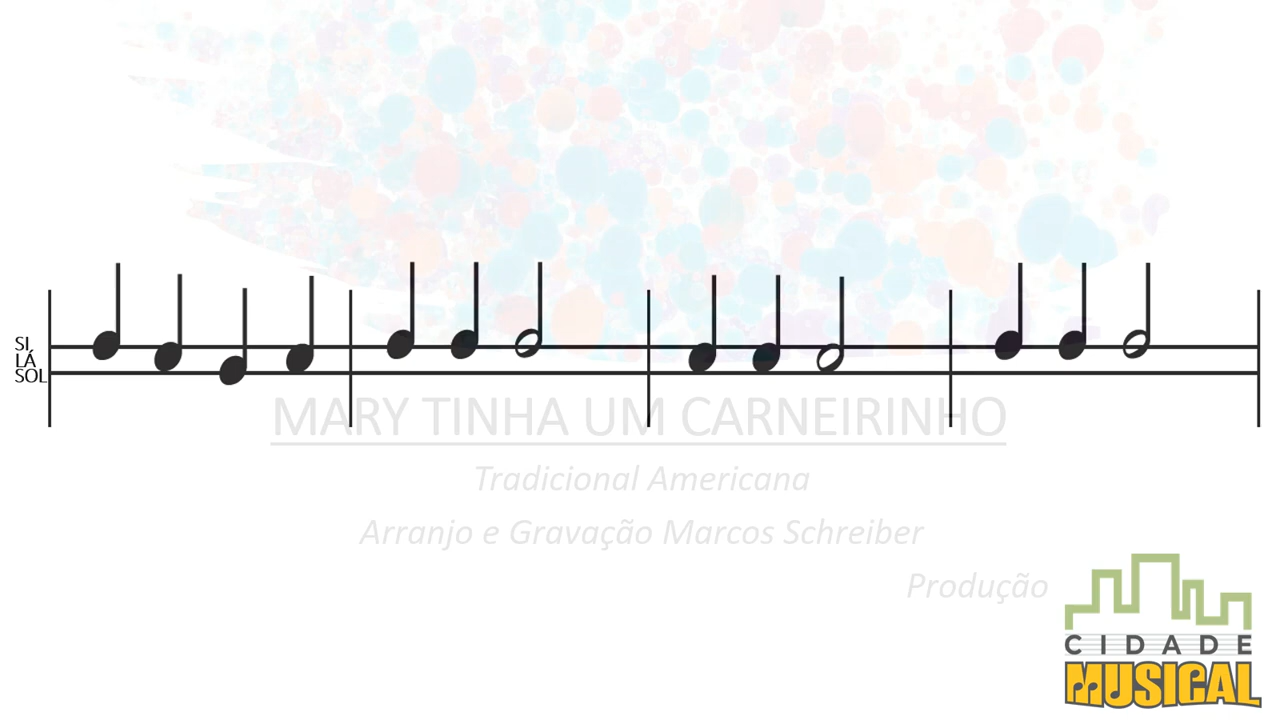 SI
LÁ
SOL
MARY TINHA UM CARNEIRINHO
Tradicional Americana
Arranjo e Gravação Marcos Schreiber
Produção
CIDADE
MUSICAL